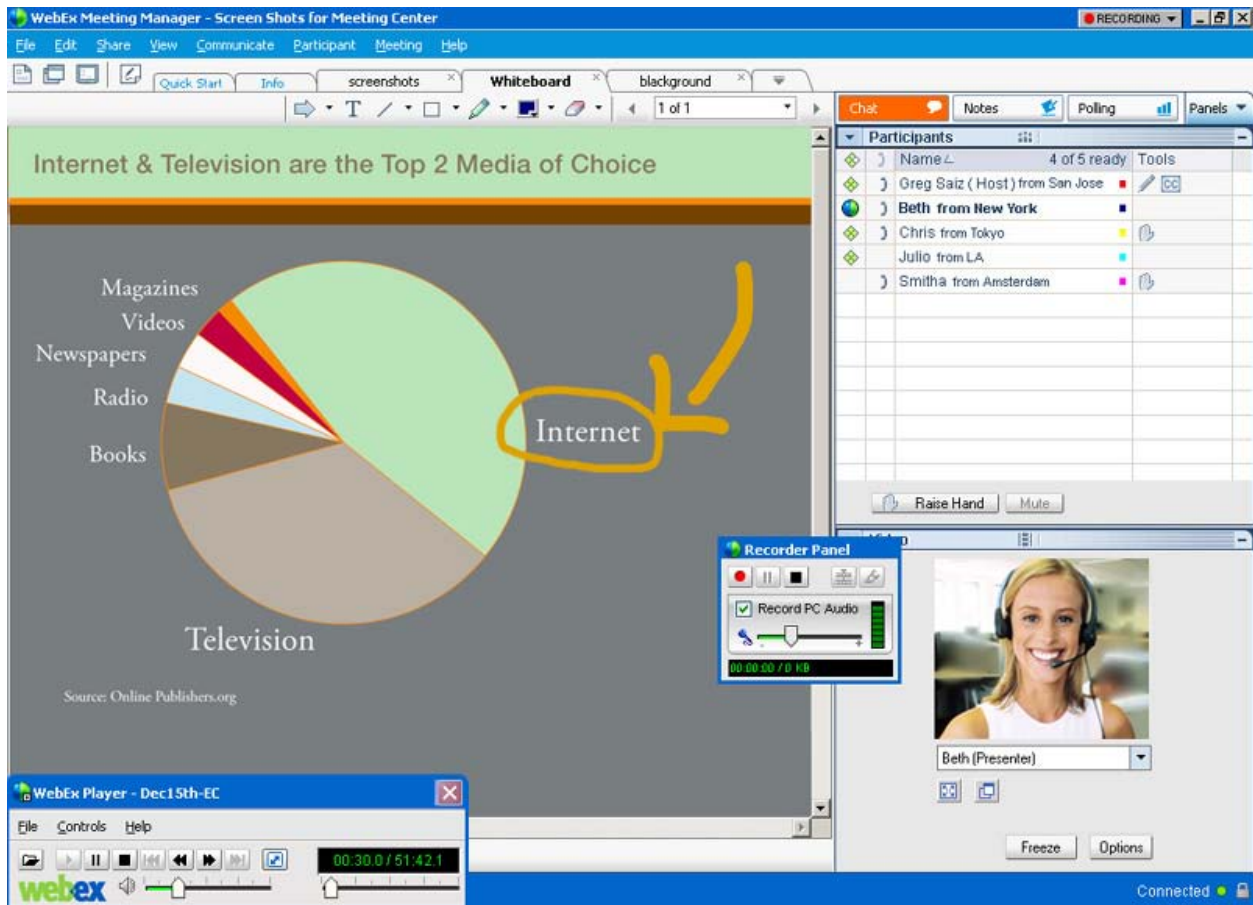 WebEx Meeting Manager - Screen Shots for Meeting Center
RECORDING
File Edit Share View Communicate Participant Meeting Help
Quick Start Info screenshots Whiteboard blackground
T 1 of 1
Chat Notes Polling Panels
Internet & Television are the Top 2 Media of Choice
Participants
Name 4 of 5 ready Tools
Greg Saiz (Host) from San Jose CC
Beth from New York
Chris from Tokyo
Julio from LA
Smitha from Amsterdam
Magazines
Videos
Newspapers
Radio
Books
Internet
Television
Source: Online Publishers.org
Raise Hand Mute
Recorder Panel
Record PC Audio
- +
00:00:00 / 0 KB
Beth (Presenter)
Freeze Options
WebEx Player - Dec15th-EC
File Controls Help
00:30.0 / 51:42.1
webex
Connected